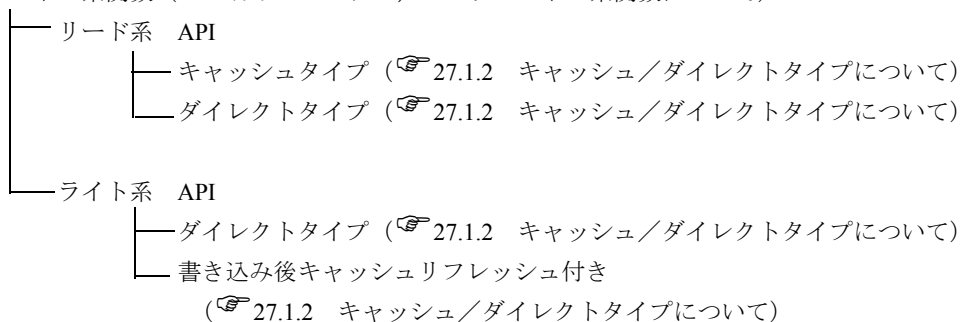 リード系 API
キャッシュタイプ（☞27.1.2 キャッシュ／ダイレクトタイプについて）
ダイレクトタイプ（☞27.1.2 キャッシュ／ダイレクトタイプについて）
ライト系 API
ダイレクトタイプ（☞27.1.2 キャッシュ／ダイレクトタイプについて）
書き込み後キャッシュリフレッシュ付き
（☞27.1.2 キャッシュ／ダイレクトタイプについて）